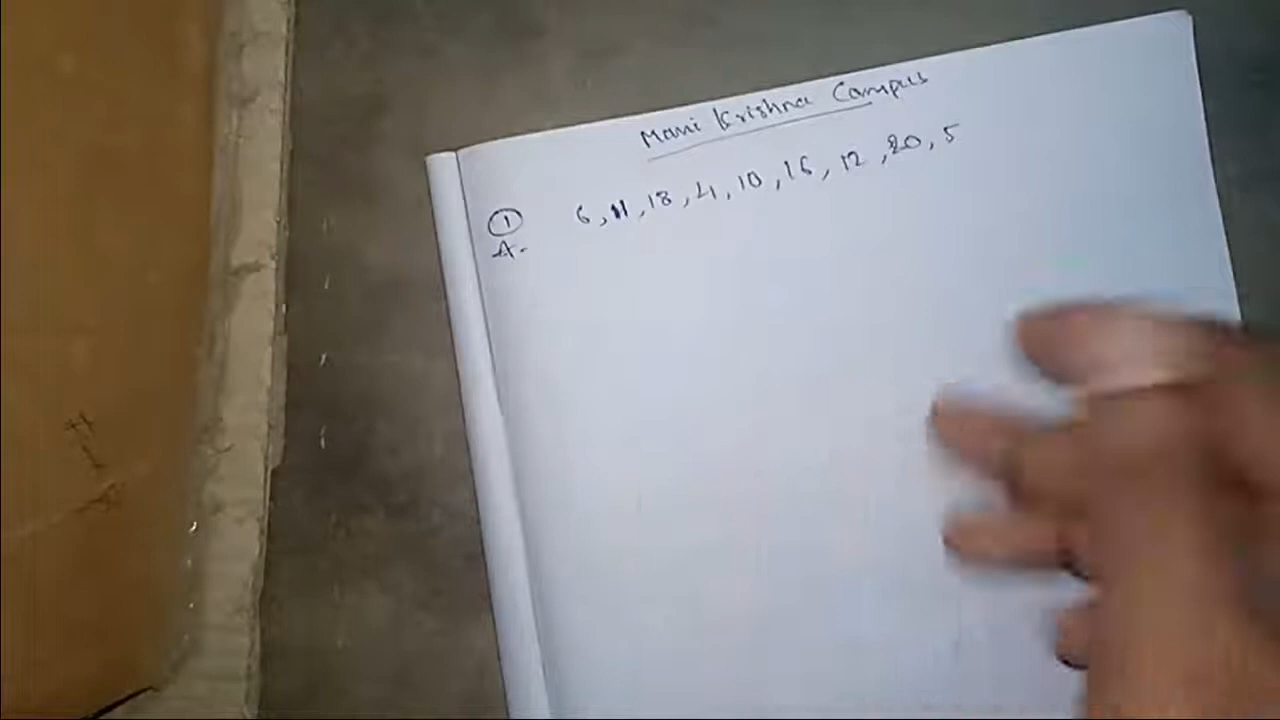 Mani Krishna Campus
① 6, 11, 18, 4, 10, 16, 12, 20, 5
A-